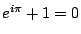 e^{iπ} + 1 = 0